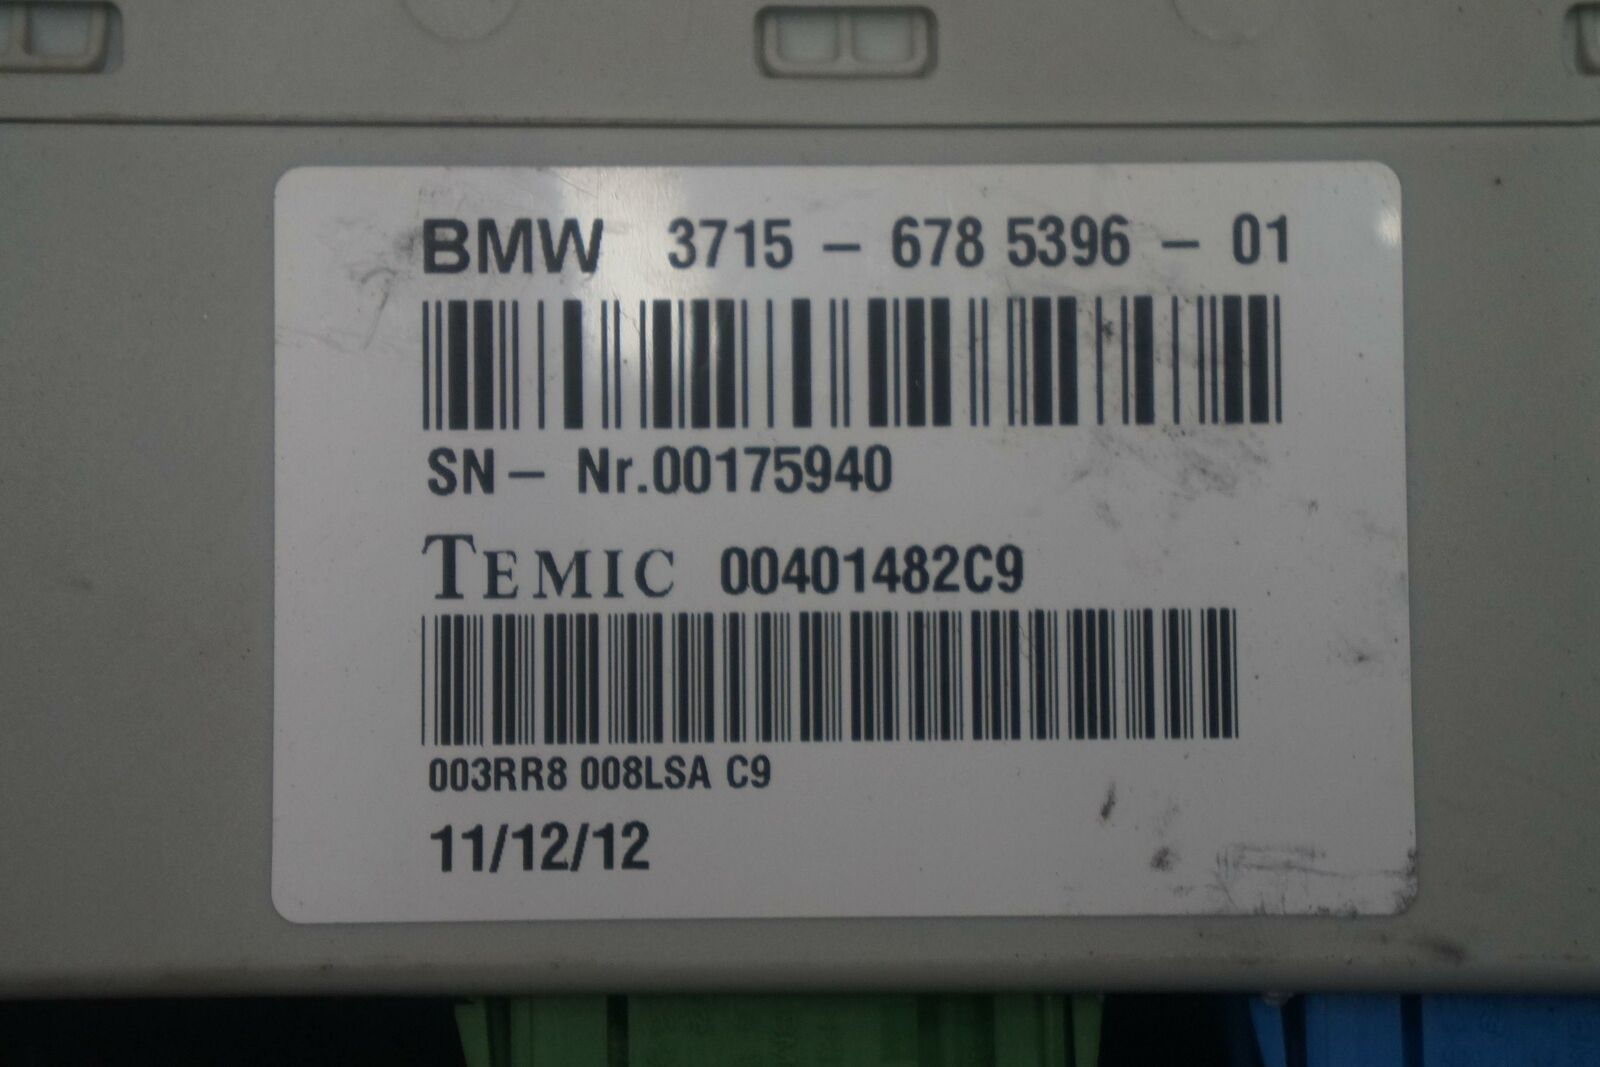 BMW 3715 - 678 5396 - 01
SN - Nr.00175940
TEMIC 00401482C9
003RR8 008LSA C9
11/12/12